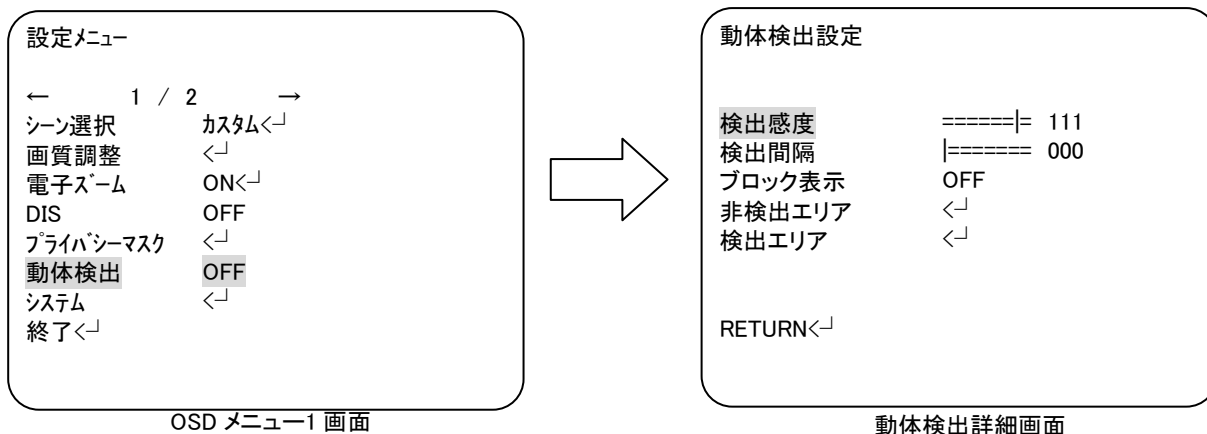 設定メニュー
← 1 / 2 →
シーン選択 カスタム<┘
画質調整 <┘
電子ズーム ON<┘
DIS OFF
プライバシーマスク <┘
動体検出 OFF
システム <┘
終了<┘
OSD メニュー1 画面
動体検出設定
検出感度 ======|= 111
検出間隔 |======= 000
ブロック表示 OFF
非検出エリア <┘
検出エリア <┘
RETURN<┘
動体検出詳細画面